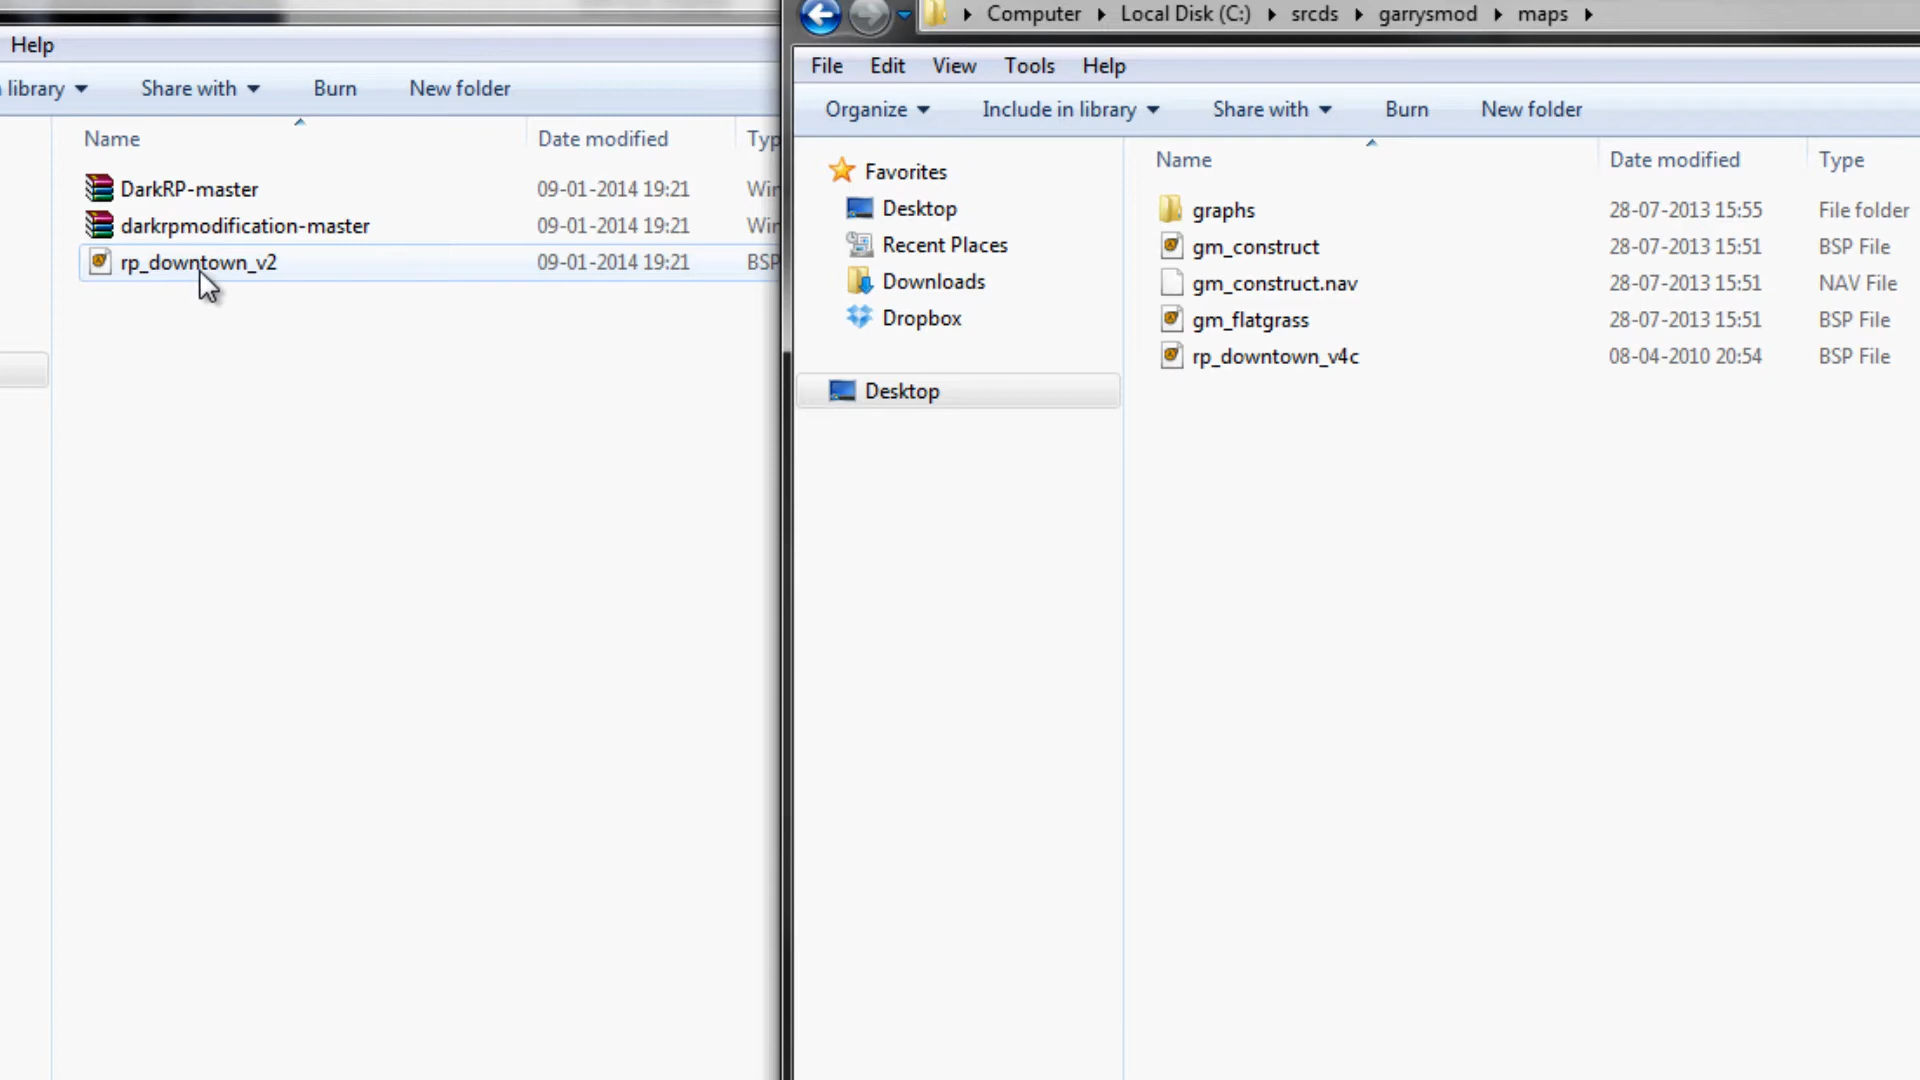 Help
library Share with Burn New folder
Name Date modified Typ
DarkRP-master 09-01-2014 19:21 Win
darkrpmodification-master 09-01-2014 19:21 Win
rp_downtown_v2 09-01-2014 19:21 BSP
Computer Local Disk (C:) srcds garrysmod maps
File Edit View Tools Help
Organize Include in library Share with Burn New folder
Favorites
Desktop
Recent Places
Downloads
Dropbox
Desktop
Name Date modified Type
graphs 28-07-2013 15:55 File folder
gm_construct 28-07-2013 15:51 BSP File
gm_construct.nav 28-07-2013 15:51 NAV File
gm_flatgrass 28-07-2013 15:51 BSP File
rp_downtown_v4c 08-04-2010 20:54 BSP File